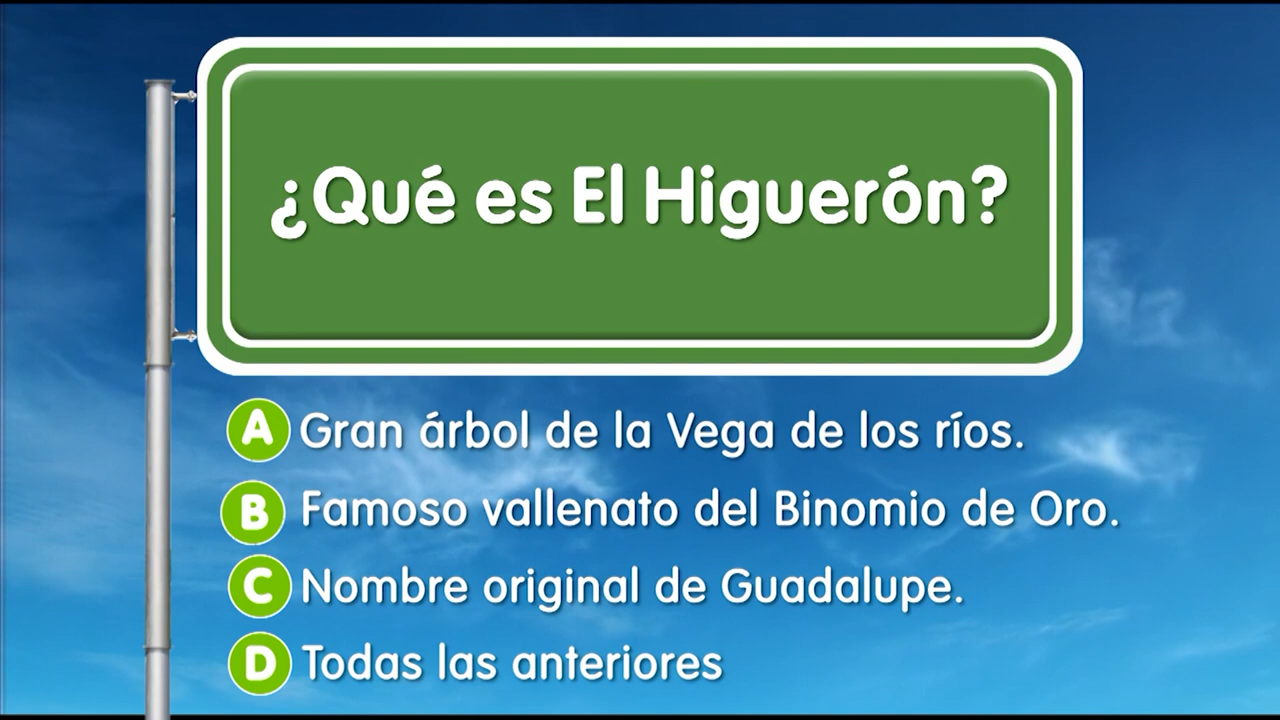 ¿Qué es El Higuerón?
A Gran árbol de la Vega de los ríos.
B Famoso vallenato del Binomio de Oro.
C Nombre original de Guadalupe.
D Todas las anteriores